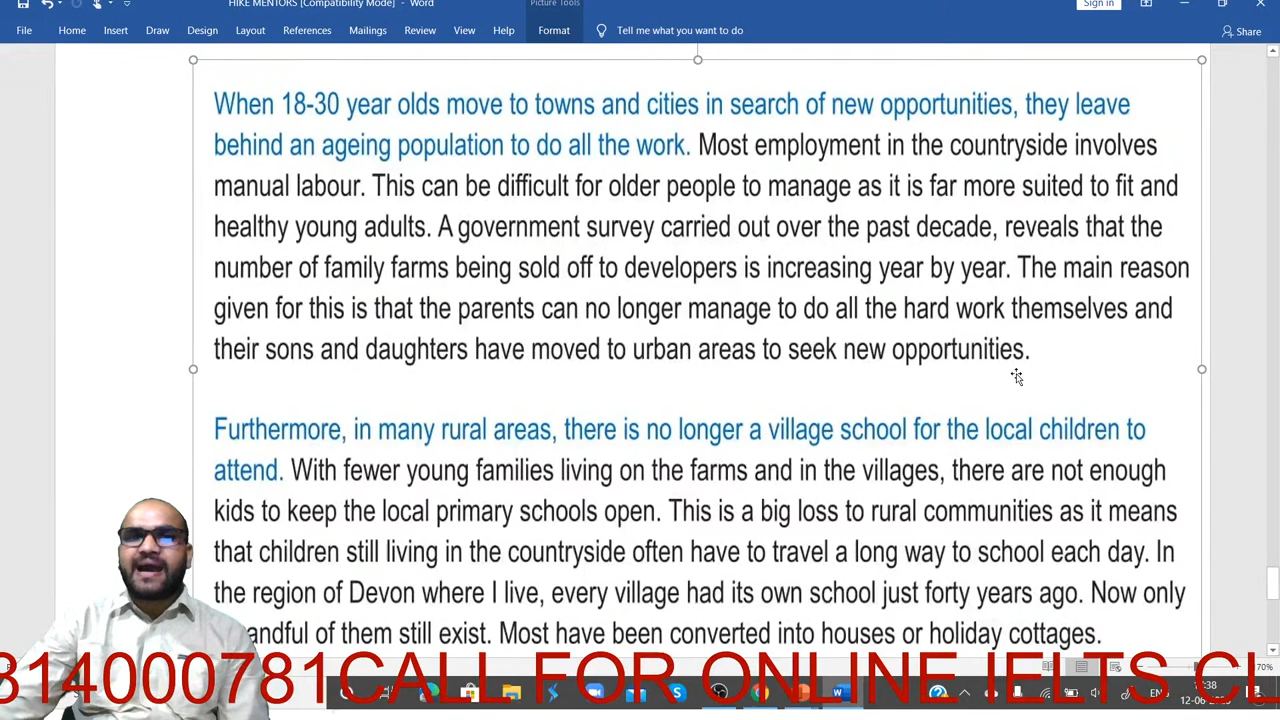 HIKE MENTORS [Compatibility Mode] - Word
Picture Tools
Sign in
File Home Insert Draw Design Layout References Mailings Review View Help Format Tell me what you want to do Share
When 18-30 year olds move to towns and cities in search of new opportunities, they leave
behind an ageing population to do all the work. Most employment in the countryside involves
manual labour. This can be difficult for older people to manage as it is far more suited to fit and
healthy young adults. A government survey carried out over the past decade, reveals that the
number of family farms being sold off to developers is increasing year by year. The main reason
given for this is that the parents can no longer manage to do all the hard work themselves and
their sons and daughters have moved to urban areas to seek new opportunities.
Furthermore, in many rural areas, there is no longer a village school for the local children to
attend. With fewer young families living on the farms and in the villages, there are not enough
kids to keep the local primary schools open. This is a big loss to rural communities as it means
that children still living in the countryside often have to travel a long way to school each day. In
the region of Devon where I live, every village had its own school just forty years ago. Now only
of them still exist. Most have been converted into houses or holiday cottages.
814000781CALL FOR ONLINE IELTS CL